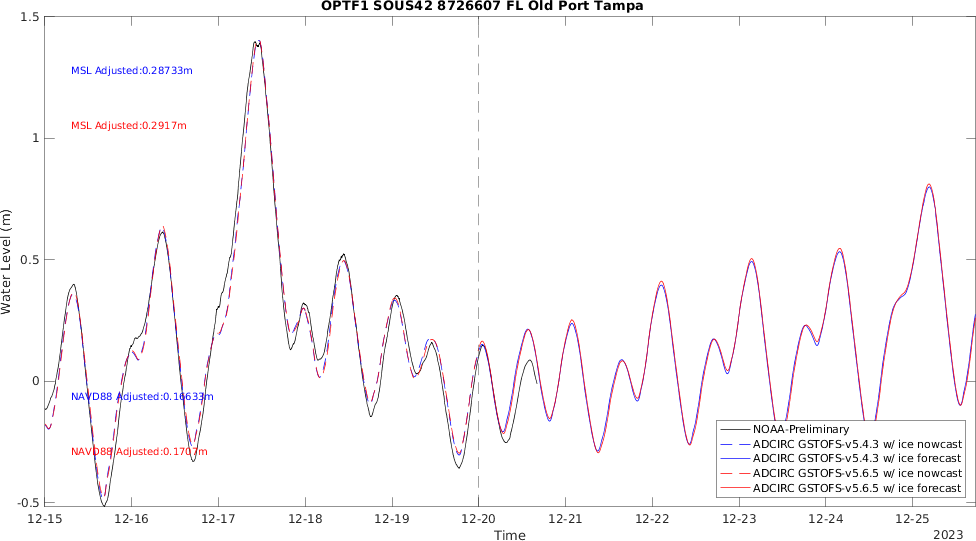 OPTF1 SOUS42 8726607 FL Old Port Tampa
1.5
MSL Adjusted:0.28733m
MSL Adjusted:0.2917m
1
0.5
Water Level (m)
0
NAVD88 Adjusted:0.16633m
NAVD88 Adjusted:0.1707m
-0.5
NOAA-Preliminary
ADCIRC GSTOFS-v5.4.3 w/ ice nowcast
ADCIRC GSTOFS-v5.4.3 w/ ice forecast
ADCIRC GSTOFS-v5.6.5 w/ ice nowcast
ADCIRC GSTOFS-v5.6.5 w/ ice forecast
12-15 12-16 12-17 12-18 12-19 12-20 12-21 12-22 12-23 12-24 12-25
Time
2023